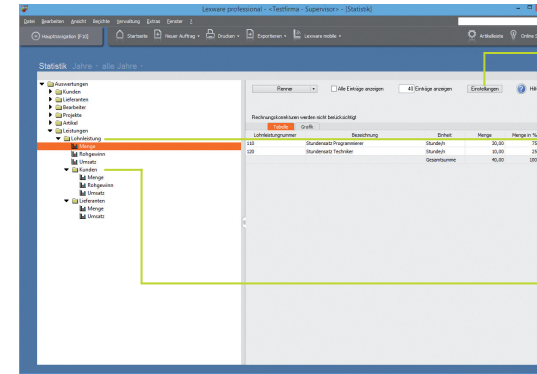 Lexware professional - <Testfirma - Supervisor> - [Statistik]
Datei Bearbeiten Ansicht Berichte Verwaltung Extras Fenster ?
Hauptnavigation [F10] Startseite Neuer Auftrag Drucken Exportieren Lexware mobile Artikelliste Online S
Statistik Jahre - alle Jahre -
Auswertungen
Kunden
Lieferanten
Bearbeiter
Projekte
Artikel
Leistungen
Lohnleistung
Menge
Rohgewinn
Umsatz
Kunden
Menge
Rohgewinn
Umsatz
Lieferanten
Menge
Umsatz
Renner Alle Einträge anzeigen 40 Einträge anzeigen Einstellungen Hilf
Rechnungskorrekturen werden nicht berücksichtigt
Tabelle Grafik
Lohnleistungnummer Bezeichnung Einheit Menge Menge in %
110 Stundensatz Programmierer Stunde/n 30,00 75
120 Stundensatz Techniker Stunde/n 10,00 25
Gesamtsumme 40,00 100